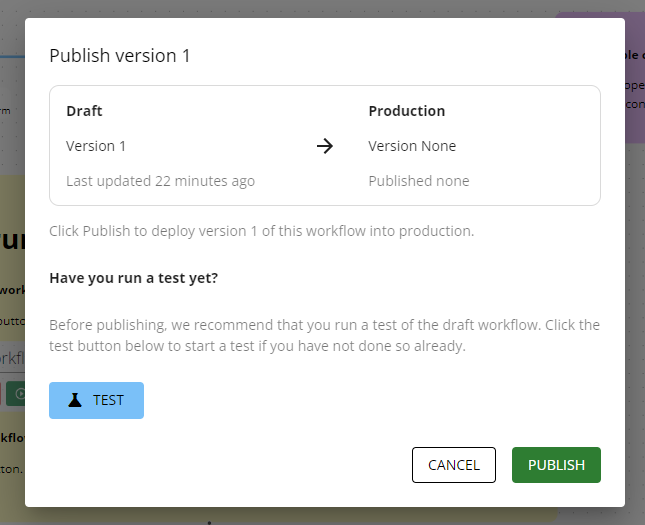 Publish version 1
Draft
Production
Version 1
Version None
Last updated 22 minutes ago
Published none
Click Publish to deploy version 1 of this workflow into production.
Have you run a test yet?
Before publishing, we recommend that you run a test of the draft workflow. Click the
test button below to start a test if you have not done so already.
TEST
CANCEL
PUBLISH